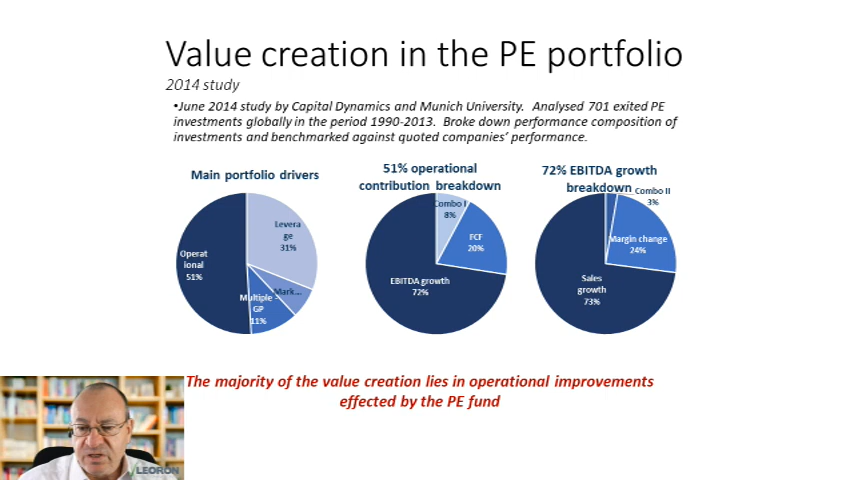 Value creation in the PE portfolio
2014 study
•June 2014 study by Capital Dynamics and Munich University. Analysed 701 exited PE
investments globally in the period 1990-2013. Broke down performance composition of
investments and benchmarked against quoted companies' performance.
Main portfolio drivers
Levera
ge
31%
Operat
ional
51%
Mark...
Multiple -
GP
11%
51% operational
contribution breakdown
Combo I
8%
FCF
20%
EBITDA growth
72%
72% EBITDA growth
breakdown
Combo II
3%
Margin change
24%
Sales
growth
73%
The majority of the value creation lies in operational improvements
effected by the PE fund
LEORON